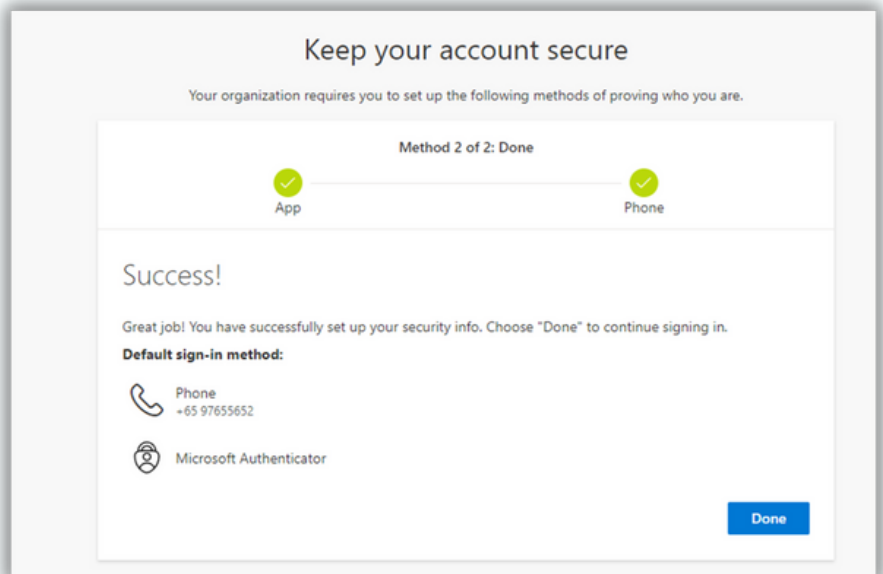 Keep your account secure
Your organization requires you to set up the following methods of proving who you are.
Method 2 of 2: Done
App
Phone
Success!
Great job! You have successfully set up your security info. Choose "Done" to continue signing in.
Default sign-in method:
Phone
+65 97655652
Microsoft Authenticator
Done